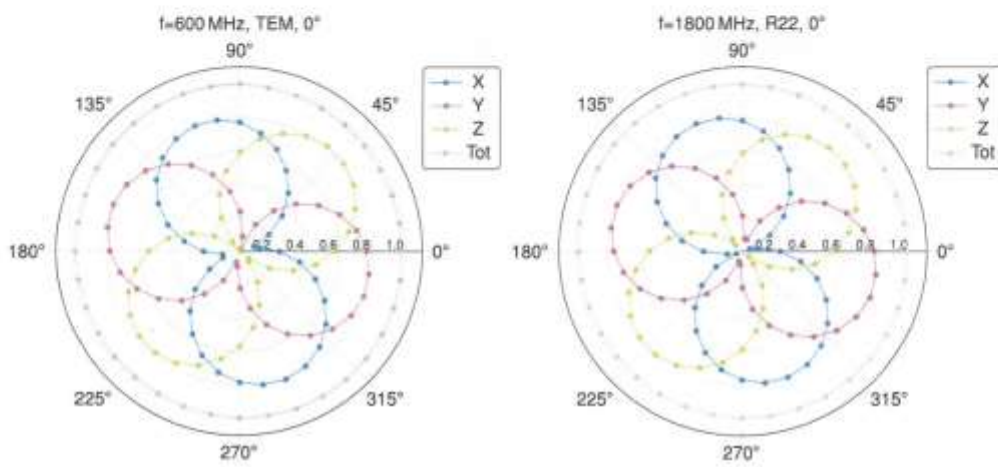 f=600 MHz, TEM, 0°
90°
135°
45°
X
Y
Z
Tot
180°
0.2 0.4 0.6 0.8 1.0
0°
225°
315°
270°
f=1800 MHz, R22, 0°
90°
135°
45°
X
Y
Z
Tot
180°
0.2 0.4 0.6 0.8 1.0
0°
225°
315°
270°